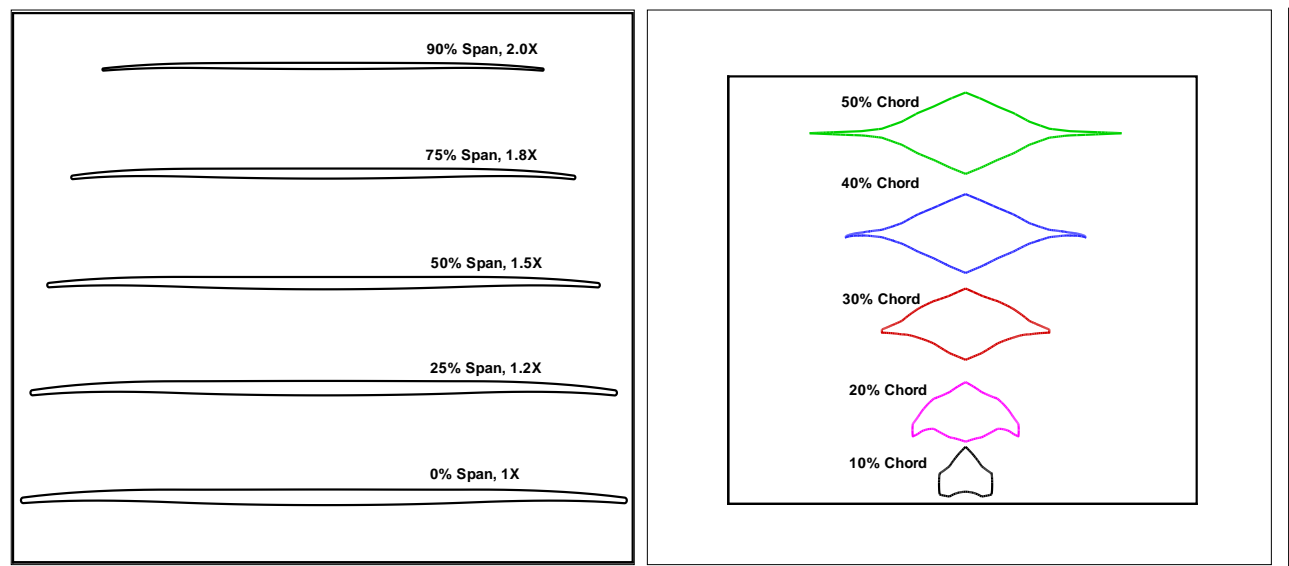 90% Span, 2.0X
75% Span, 1.8X
50% Span, 1.5X
25% Span, 1.2X
0% Span, 1X
50% Chord
40% Chord
30% Chord
20% Chord
10% Chord